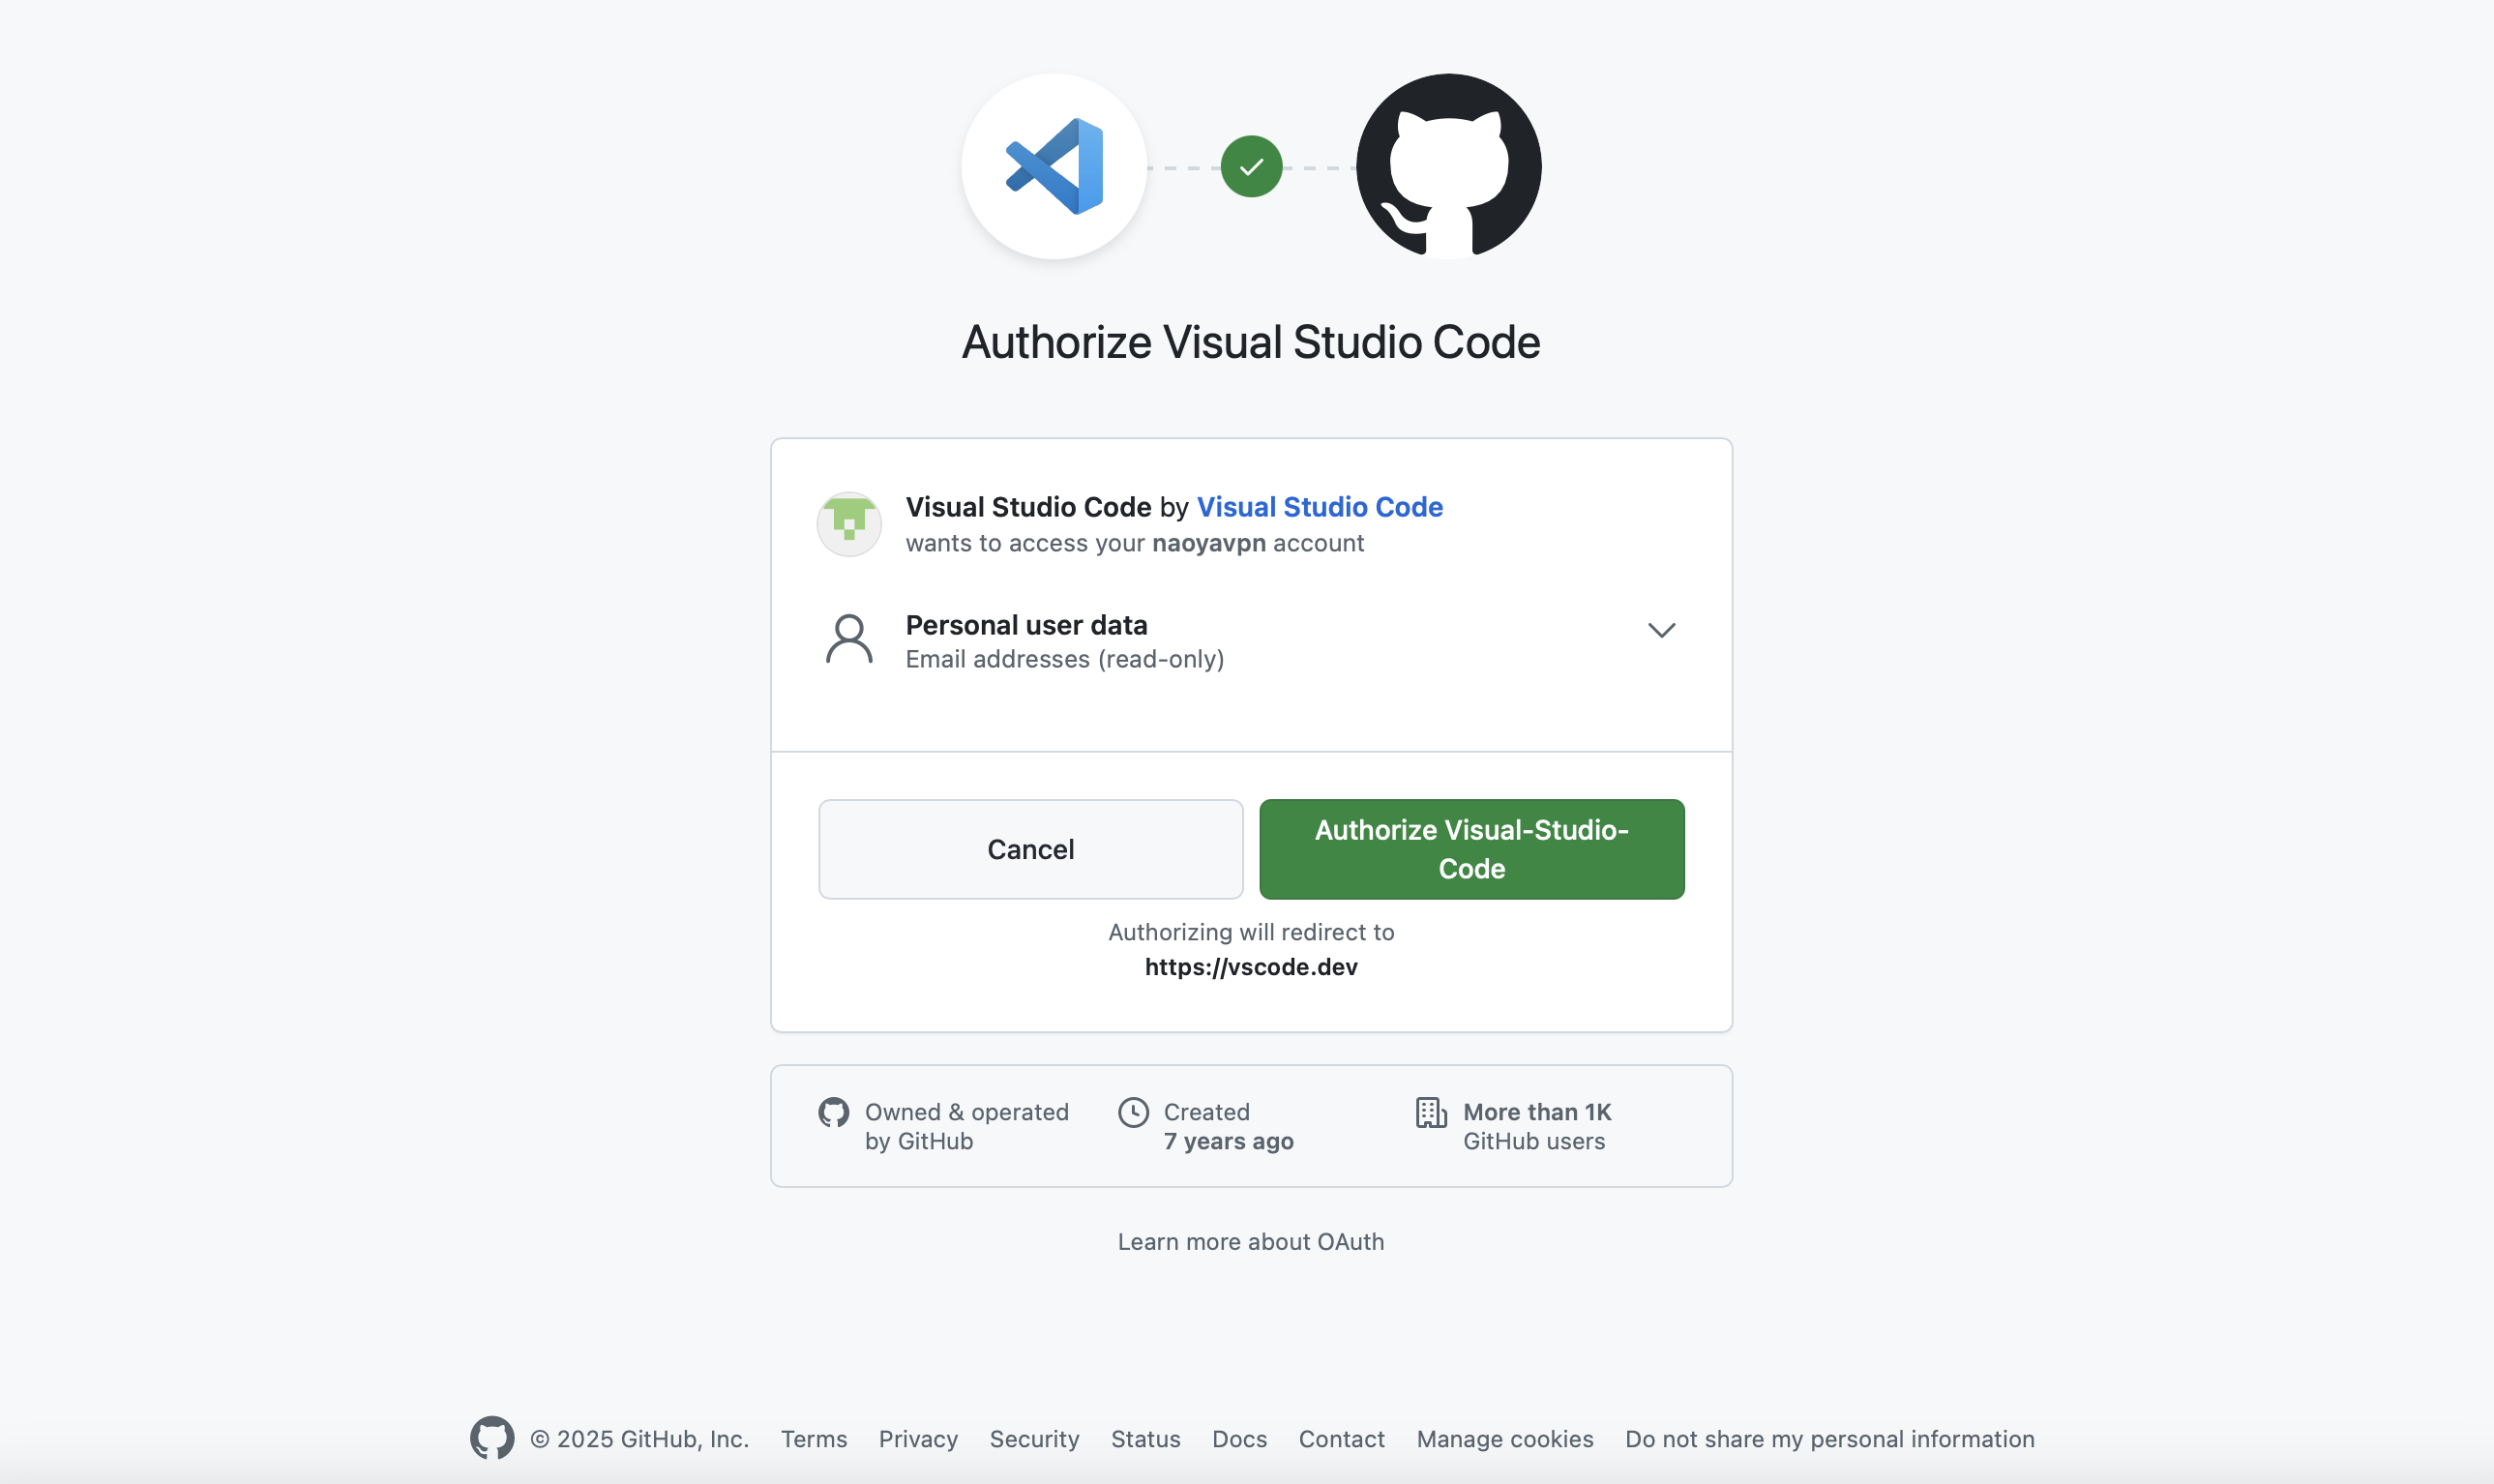 Authorize Visual Studio Code
Visual Studio Code by Visual Studio Code
wants to access your naoyavpn account
Personal user data
Email addresses (read-only)
Cancel
Authorize Visual-Studio-
Code
Authorizing will redirect to
https://vscode.dev
Owned & operated
by GitHub
Created
7 years ago
More than 1K
GitHub users
Learn more about OAuth
© 2025 GitHub, Inc. Terms Privacy Security Status Docs Contact Manage cookies Do not share my personal information